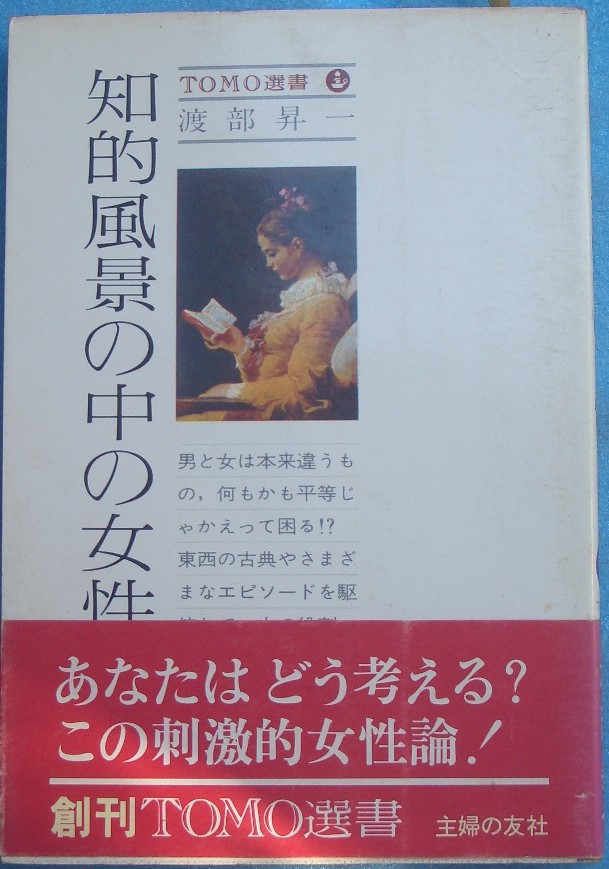 知的風景の中の女性
TOMO選書
渡部昇一
男と女は本来違うも
の，何もかも平等じ
ゃかえって困る!?
東西の古典やさまざ
まなエピソードを駆
あなたは どう考える?
この刺激的女性論!
創刊TOMO選書
主婦の友社